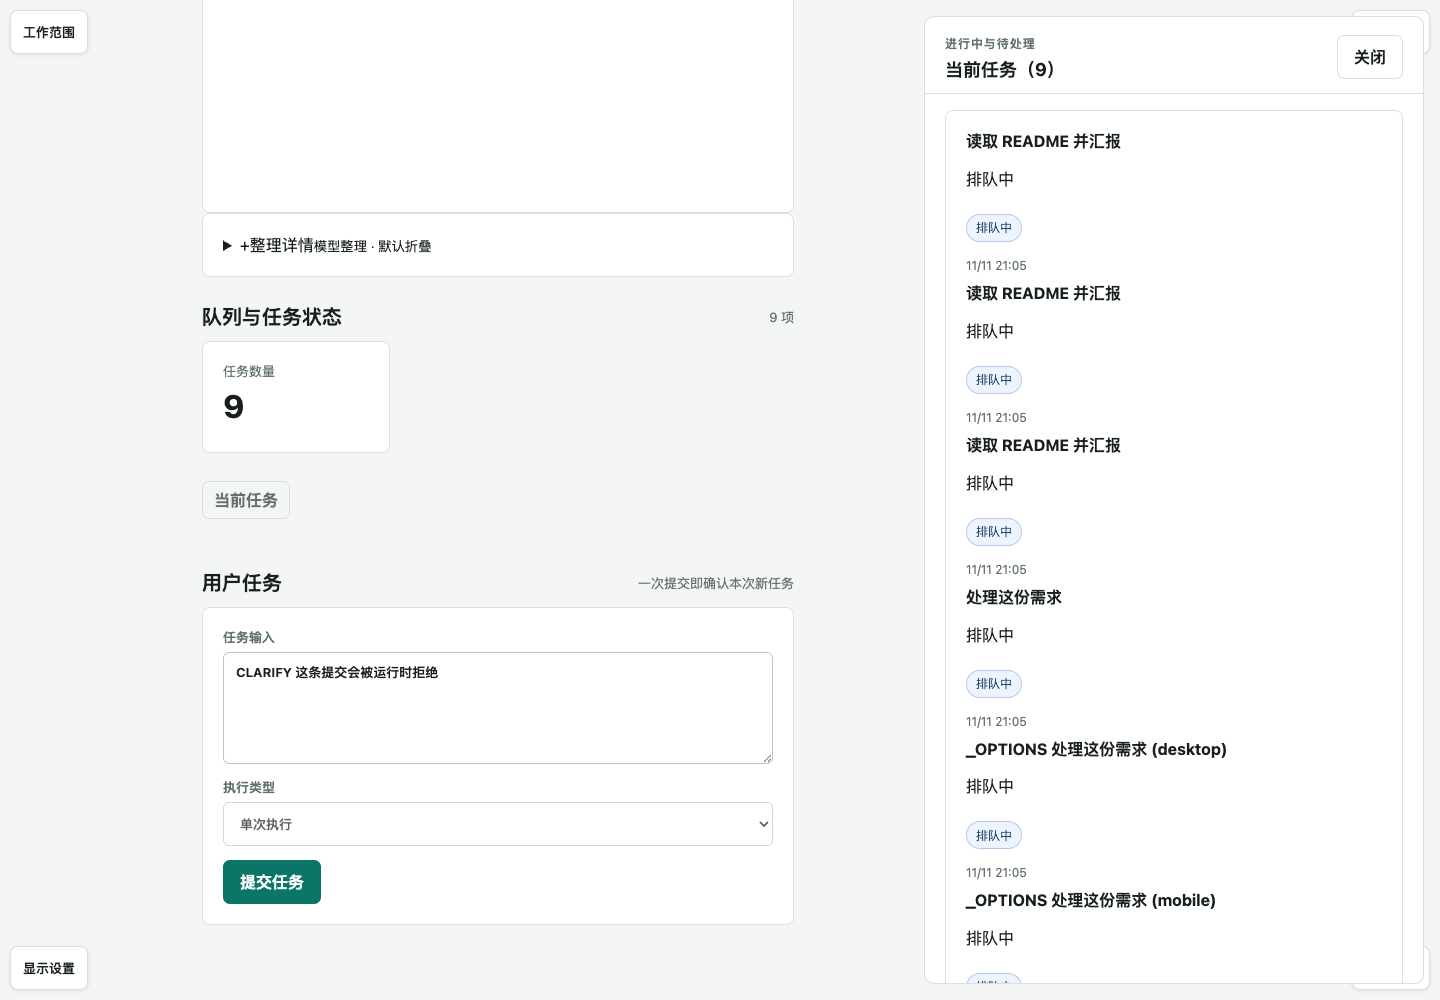 工作范围
+整理详情模型整理 · 默认折叠
队列与任务状态
9 项
任务数量
9
当前任务
用户任务
一次提交即确认本次新任务
任务输入
CLARIFY 这条提交会被运行时拒绝
执行类型
单次执行
提交任务
显示设置
进行中与待处理
当前任务（9）
关闭
读取 README 并汇报
排队中
排队中
11/11 21:05
读取 README 并汇报
排队中
排队中
11/11 21:05
读取 README 并汇报
排队中
排队中
11/11 21:05
处理这份需求
排队中
排队中
11/11 21:05
_OPTIONS 处理这份需求 (desktop)
排队中
排队中
11/11 21:05
_OPTIONS 处理这份需求 (mobile)
排队中
排队中